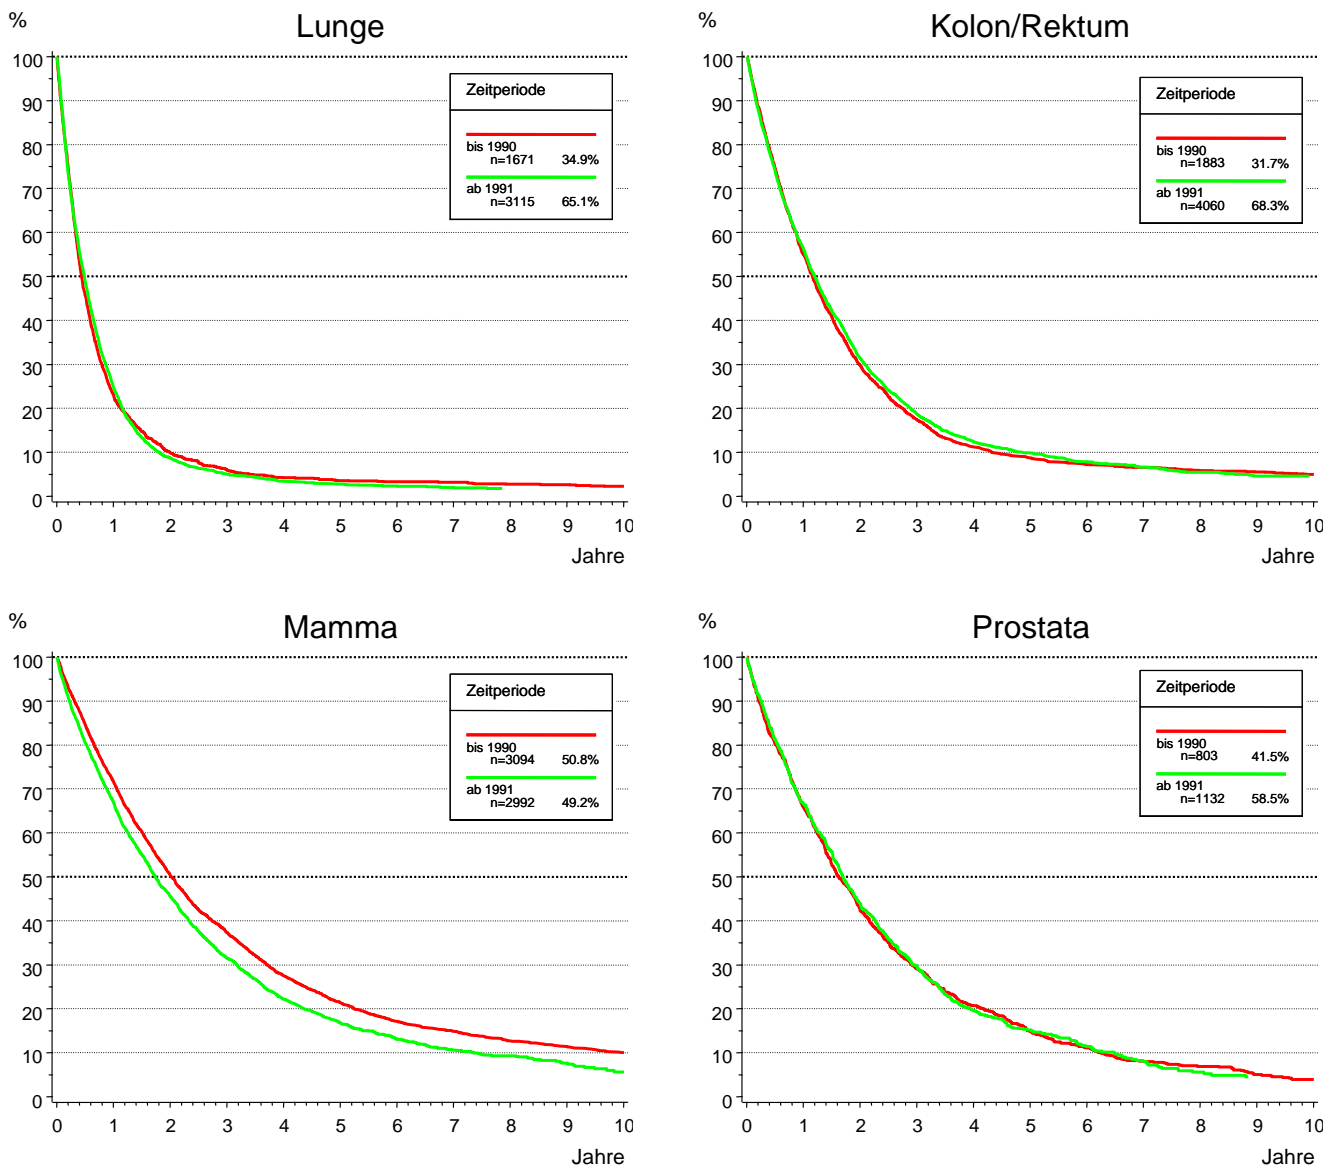 %
Lunge
100
90
80
70
60
50
40
30
20
10
0
0 1 2 3 4 5 6 7 8 9 10
Jahre
Zeitperiode
bis 1990
n=1671 34.9%
ab 1991
n=3115 65.1%
%
Kolon/Rektum
100
90
80
70
60
50
40
30
20
10
0
0 1 2 3 4 5 6 7 8 9 10
Jahre
Zeitperiode
bis 1990
n=1883 31.7%
ab 1991
n=4060 68.3%
%
Mamma
100
90
80
70
60
50
40
30
20
10
0
0 1 2 3 4 5 6 7 8 9 10
Jahre
Zeitperiode
bis 1990
n=3094 50.8%
ab 1991
n=2992 49.2%
%
Prostata
100
90
80
70
60
50
40
30
20
10
0
0 1 2 3 4 5 6 7 8 9 10
Jahre
Zeitperiode
bis 1990
n=803 41.5%
ab 1991
n=1132 58.5%